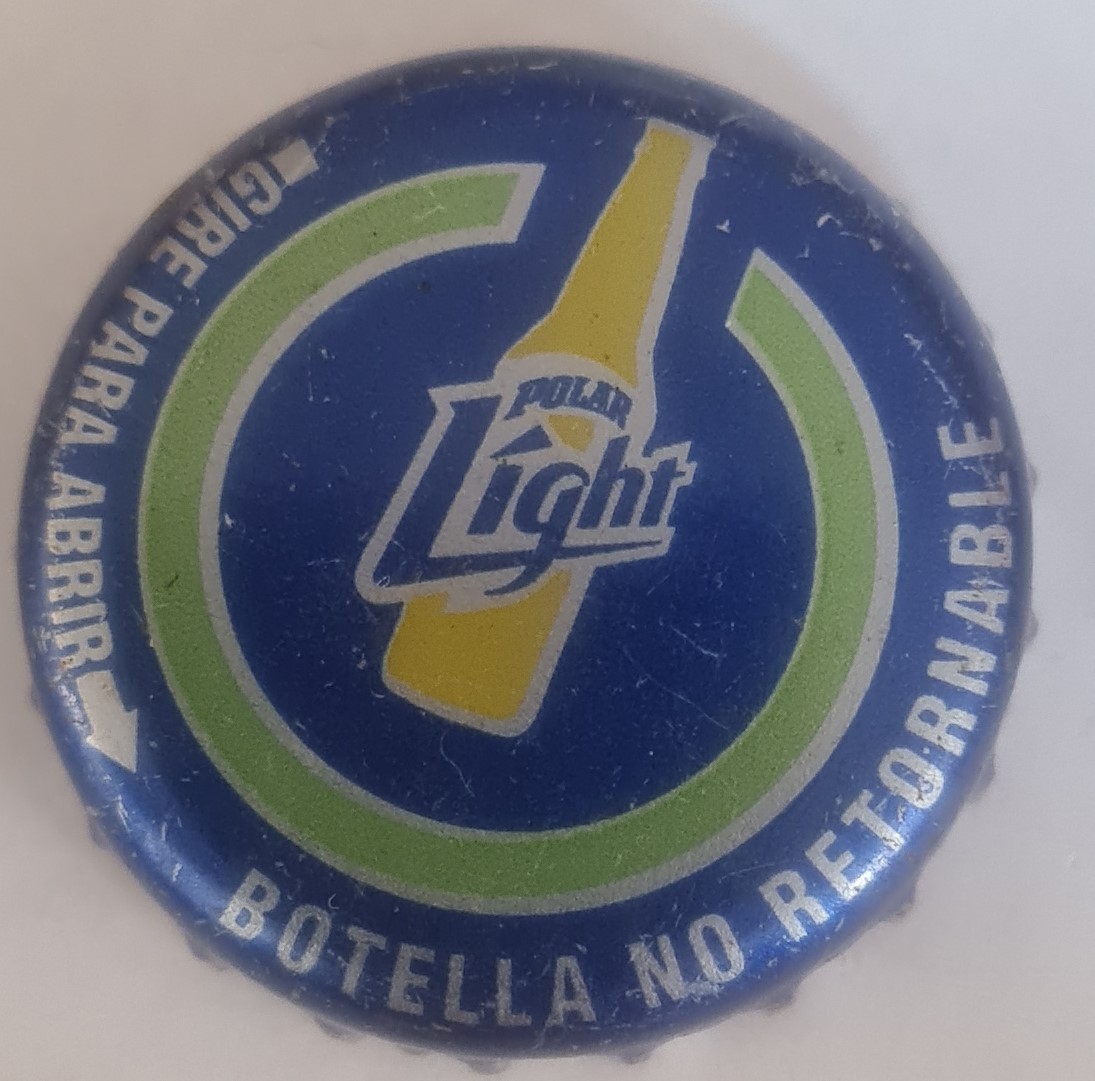 GIRE PARA ABRIR
POLAR
Light
BOTELLA NO RETORNABLE